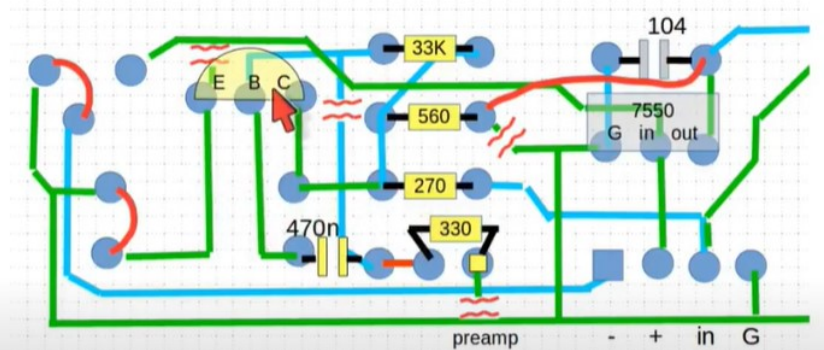 104
33K
E B C
560
7550
G in out
270
470n
330
preamp
- + in G